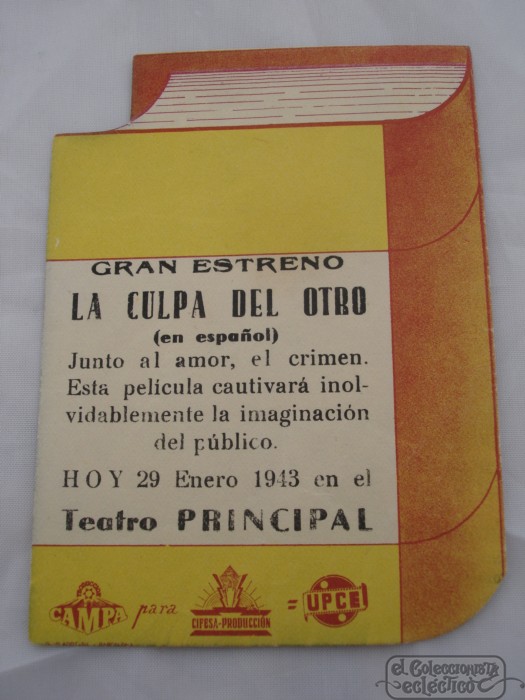 GRAN ESTRENO
LA CULPA DEL OTRO
(en español)
Junto al amor, el crimen.
Esta película cautivará inol-
vidablemente la imaginación
del público.
HOY 29 Enero 1943 en el
Teatro PRINCIPAL
CAMPA para CIFESA-PRODUCCIÓN = UPCE
el Coleccionista
ecléctico